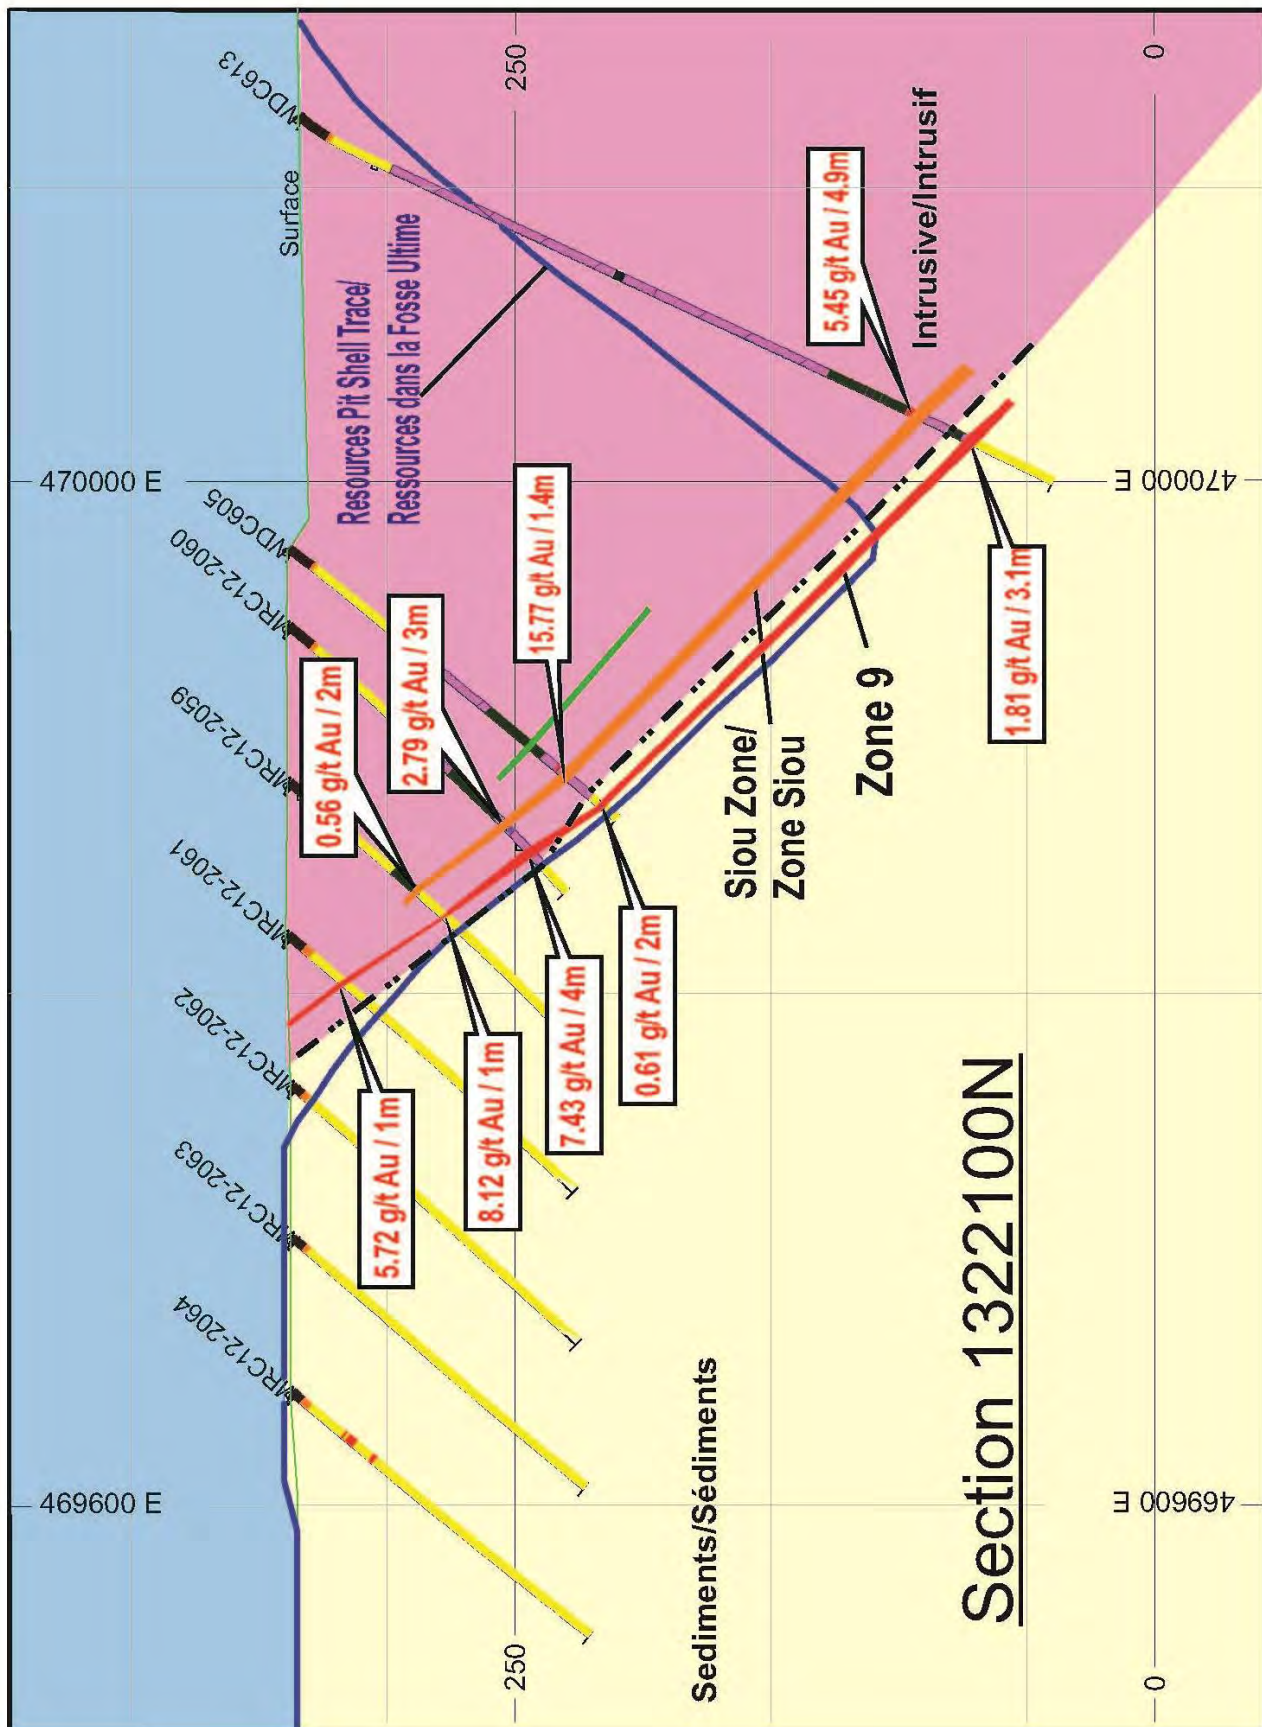 469600 E
470000 E
MRC12-2064
MRC12-2063
MRC12-2062
MRC12-2061
MRC12-2059
MRC12-2060
WDC605
WDC613
Surface
Resources Pit Shell Trace/
Ressources dans la Fosse Ultime
0.56 g/t Au / 2m
5.72 g/t Au / 1m
2.79 g/t Au / 3m
8.12 g/t Au / 1m
250
250
15.77 g/t Au / 1.4m
7.43 g/t Au / 4m
0.61 g/t Au / 2m
Sediments/Sédiments
Siou Zone/
Zone Siou
5.45 g/t Au / 4.9m
Zone 9
Intrusive/Intrusif
Section 1322100N
1.81 g/t Au / 3.1m
0
0
469600 E
470000 E